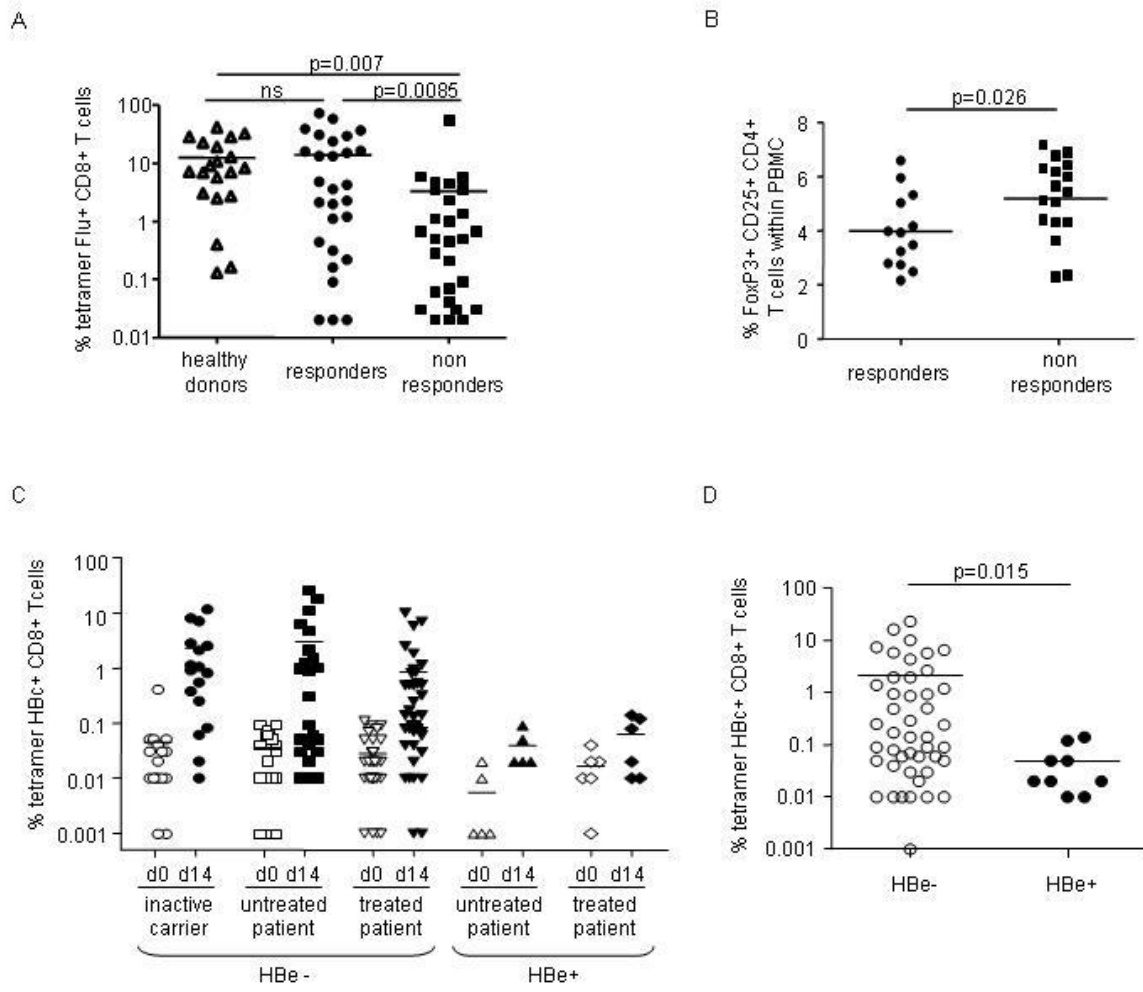 A
p=0.007
ns
p=0.0085
% tetramer Flu+ CD8+ T cells
100
10
1
0.1
0.01
healthy
donors
responders
non
responders
B
p=0.026
% FoxP3+ CD25+ CD4+
T cells within PBMC
8
6
4
2
0
responders
non
responders
C
% tetramer HBc+ CD8+ Tcells
100
10
1
0.1
0.01
0.001
d0 d14 d0 d14 d0 d14 d0 d14 d0 d14
inactive
carrier
untreated
patient
treated
patient
untreated
patient
treated
patient
HBe -
HBe+
D
p=0.015
% tetramer HBc+ CD8+ T cells
100
10
1
0.1
0.01
0.001
HBe-
HBe+